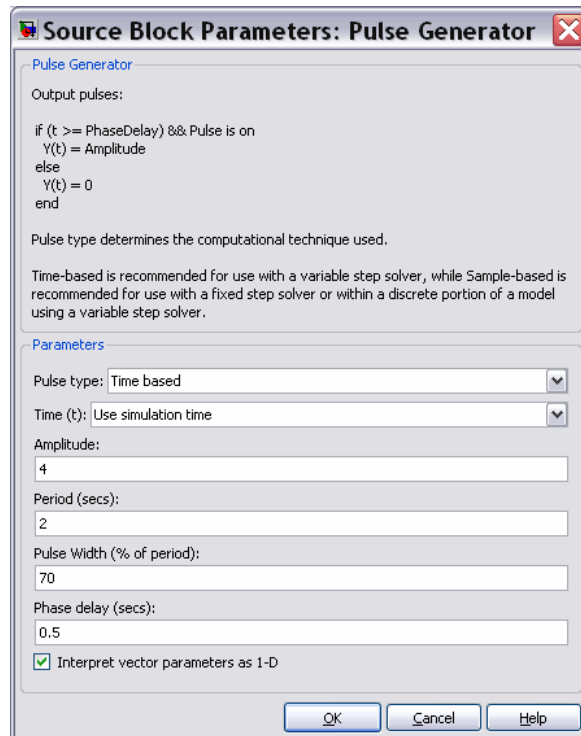 Source Block Parameters: Pulse Generator
Pulse Generator
Output pulses:
if (t >= PhaseDelay) && Pulse is on
Y(t) = Amplitude
else
Y(t) = 0
end
Pulse type determines the computational technique used.
Time-based is recommended for use with a variable step solver, while Sample-based is
recommended for use with a fixed step solver or within a discrete portion of a model
using a variable step solver.
Parameters
Pulse type: Time based
Time (t): Use simulation time
Amplitude:
4
Period (secs):
2
Pulse Width (% of period):
70
Phase delay (secs):
0.5
Interpret vector parameters as 1-D
OK Cancel Help